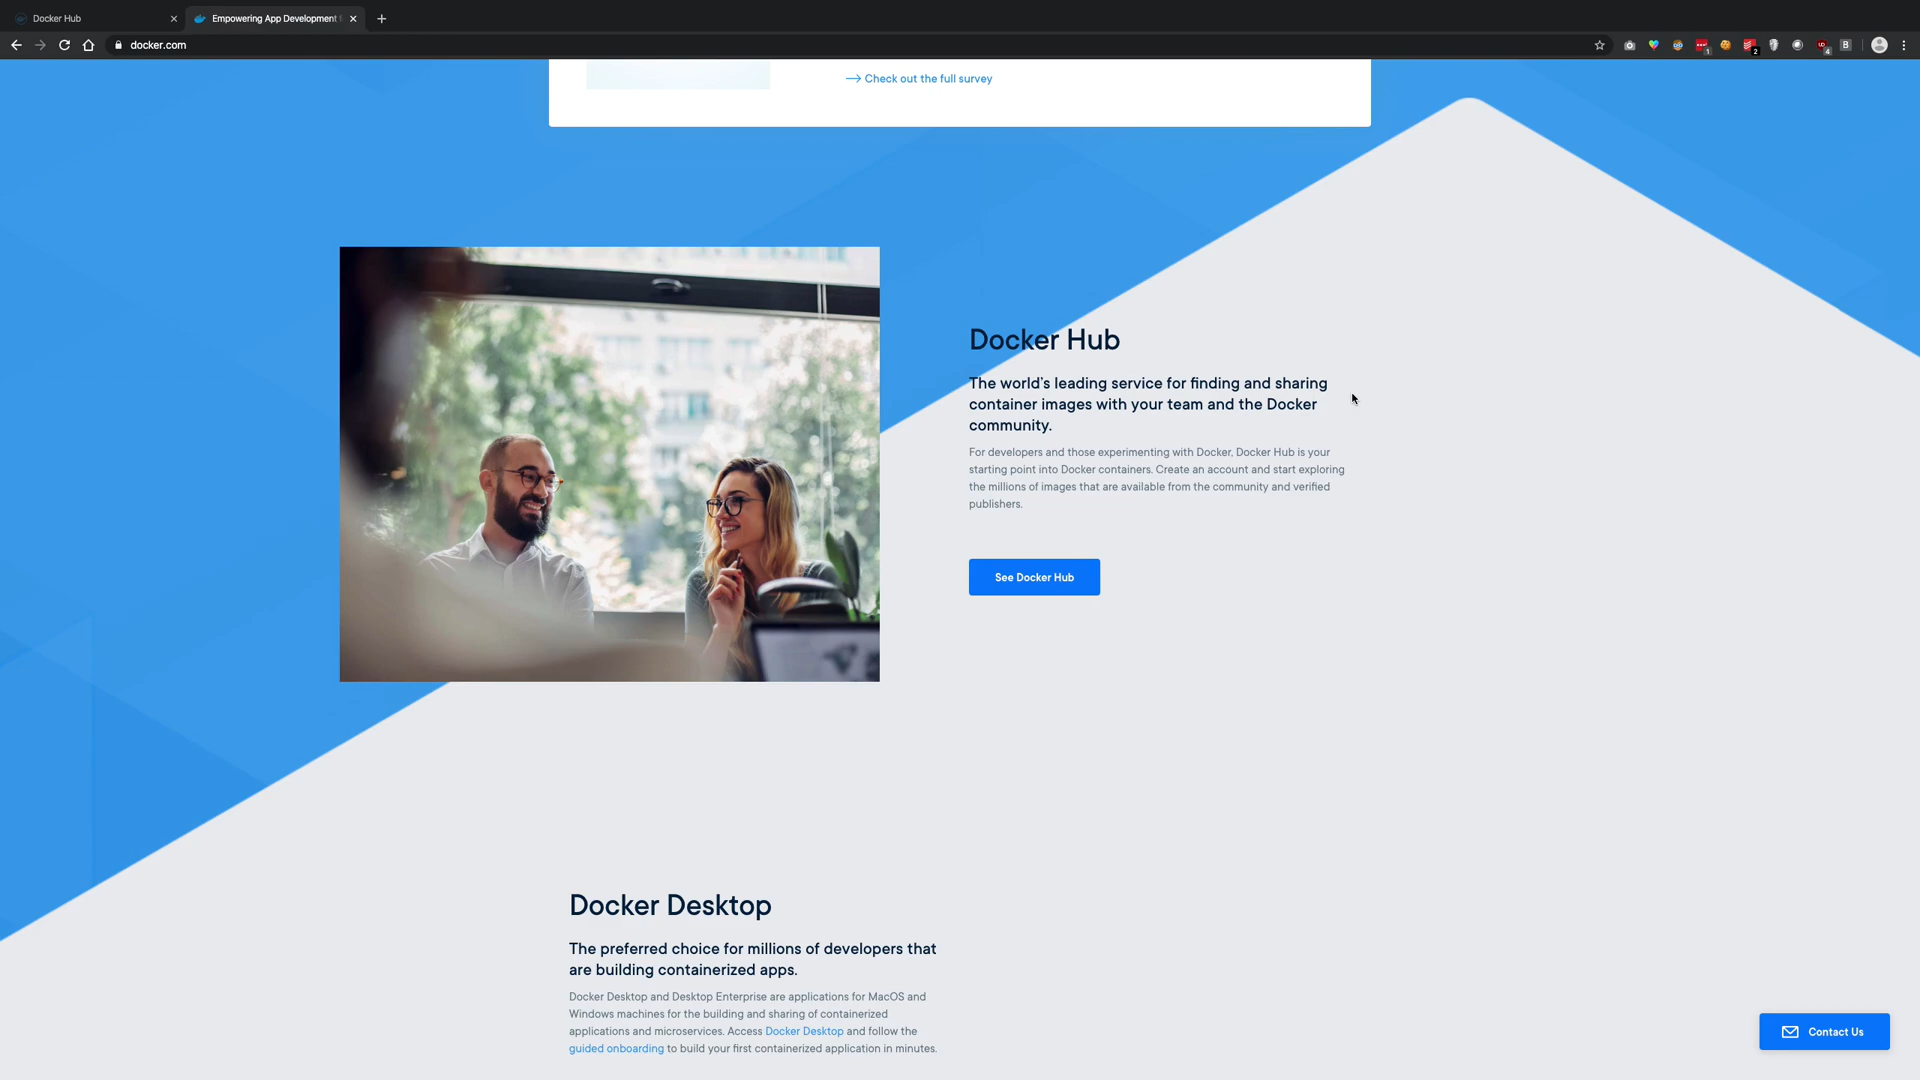 Docker Hub
Empowering App Development f
docker.com
1
2
4
B
Check out the full survey
Docker Hub
The world's leading service for finding and sharing
container images with your team and the Docker
community.
For developers and those experimenting with Docker, Docker Hub is your
starting point into Docker containers. Create an account and start exploring
the millions of images that are available from the community and verified
publishers.
See Docker Hub
Docker Desktop
The preferred choice for millions of developers that
are building containerized apps.
Docker Desktop and Desktop Enterprise are applications for MacOS and
Windows machines for the building and sharing of containerized
applications and microservices. Access Docker Desktop and follow the
guided onboarding to build your first containerized application in minutes.
Contact Us